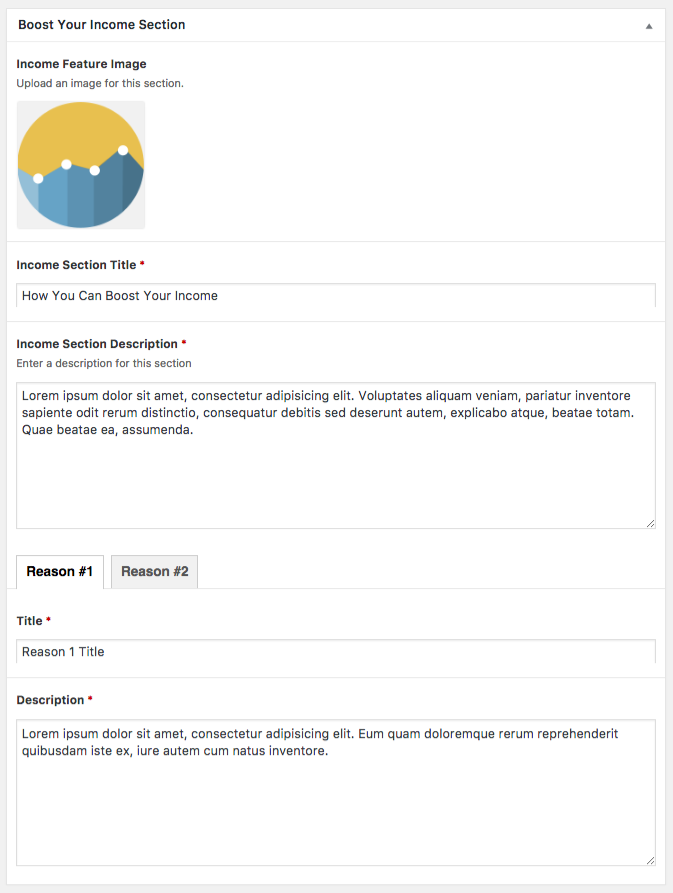 Boost Your Income Section
Income Feature Image
Upload an image for this section.
Income Section Title *
How You Can Boost Your Income
Income Section Description *
Enter a description for this section
Lorem ipsum dolor sit amet, consectetur adipisicing elit. Voluptates aliquam veniam, pariatur inventore
sapiente odit rerum distinctio, consequatur debitis sed deserunt autem, explicabo atque, beatae totam.
Quae beatae ea, assumenda.
Reason #1 Reason #2
Title *
Reason 1 Title
Description *
Lorem ipsum dolor sit amet, consectetur adipisicing elit. Eum quam doloremque rerum reprehenderit
quibusdam iste ex, iure autem cum natus inventore.